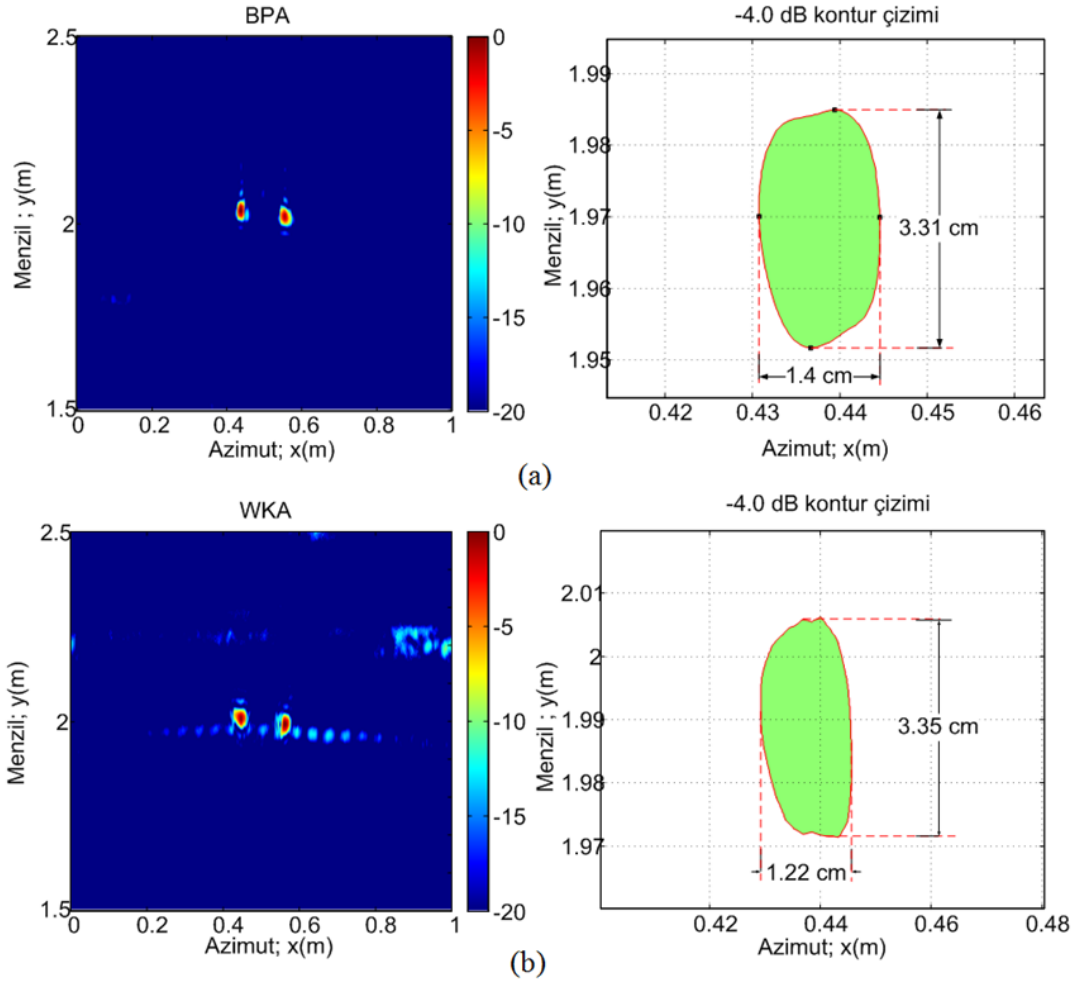 BPA
2.5
2
1.5
Menzil ; y(m)
0
0.2
0.4
0.6
0.8
1
Azimut; x(m)
0
-5
-10
-15
-20
-4.0 dB kontur çizimi
1.99
1.98
1.97
1.96
1.95
Menzil; y(m)
3.31 cm
1.4 cm
0.42
0.43
0.44
0.45
0.46
Azimut; x(m)
(a)
WKA
2.5
2
1.5
Menzil; y(m)
0
0.2
0.4
0.6
0.8
1
Azimut; x(m)
0
-5
-10
-15
-20
-4.0 dB kontur çizimi
2.01
2
1.99
1.98
1.97
Menzil ; y(m)
3.35 cm
1.22 cm
0.42
0.44
0.46
0.48
Azimut; x(m)
(b)